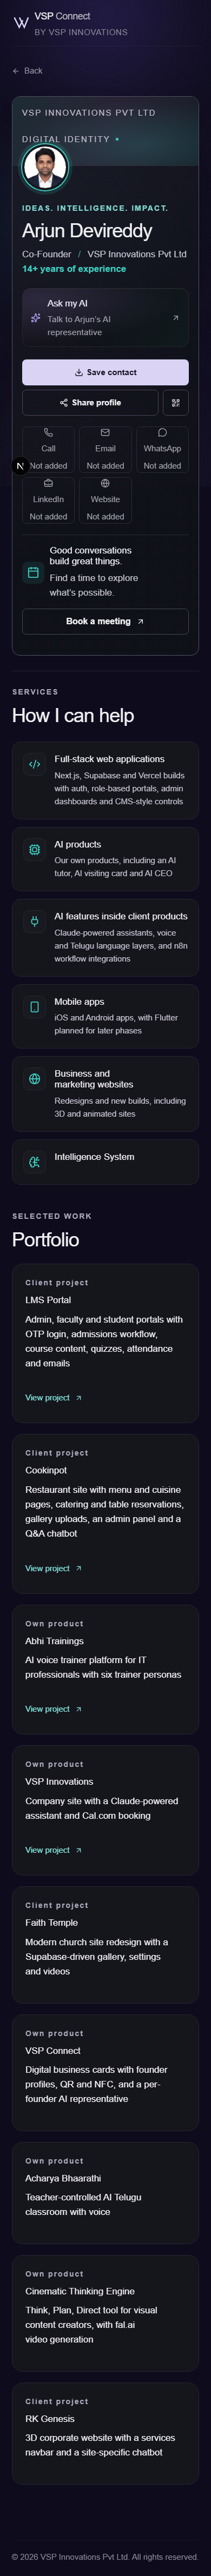 VSP Connect
BY VSP INNOVATIONS
Back
VSP INNOVATIONS PVT LTD
DIGITAL IDENTITY
IDEAS. INTELLIGENCE. IMPACT.
Arjun Devireddy
Co-Founder / VSP Innovations Pvt Ltd
14+ years of experience
Ask my AI
Talk to Arjun's AI
representative
Save contact
Share profile
Call
Not added
Email
Not added
WhatsApp
Not added
N
LinkedIn
Not added
Website
Not added
Good conversations
build great things.
Find a time to explore
what's possible.
Book a meeting
SERVICES
How I can help
Full-stack web applications
Next.js, Supabase and Vercel builds
with auth, role-based portals, admin
dashboards and CMS-style controls
AI products
Our own products, including an AI
tutor, AI visiting card and AI CEO
AI features inside client products
Claude-powered assistants, voice
and Telugu language layers, and n8n
workflow integrations
Mobile apps
iOS and Android apps, with Flutter
planned for later phases
Business and
marketing websites
Redesigns and new builds, including
3D and animated sites
Intelligence System
SELECTED WORK
Portfolio
Client project
LMS Portal
Admin, faculty and student portals with
OTP login, admissions workflow,
course content, quizzes, attendance
and emails
View project
Client project
Cookinpot
Restaurant site with menu and cuisine
pages, catering and table reservations,
gallery uploads, an admin panel and a
Q&A chatbot
View project
Own product
Abhi Trainings
AI voice trainer platform for IT
professionals with six trainer personas
View project
Own product
VSP Innovations
Company site with a Claude-powered
assistant and Cal.com booking
View project
Client project
Faith Temple
Modern church site redesign with a
Supabase-driven gallery, settings
and videos
Own product
VSP Connect
Digital business cards with founder
profiles, QR and NFC, and a per-
founder AI representative
Own product
Acharya Bhaarathi
Teacher-controlled AI Telugu
classroom with voice
Own product
Cinematic Thinking Engine
Think, Plan, Direct tool for visual
content creators, with fal.ai
video generation
Client project
RK Genesis
3D corporate website with a services
navbar and a site-specific chatbot
© 2026 VSP Innovations Pvt Ltd. All rights reserved.